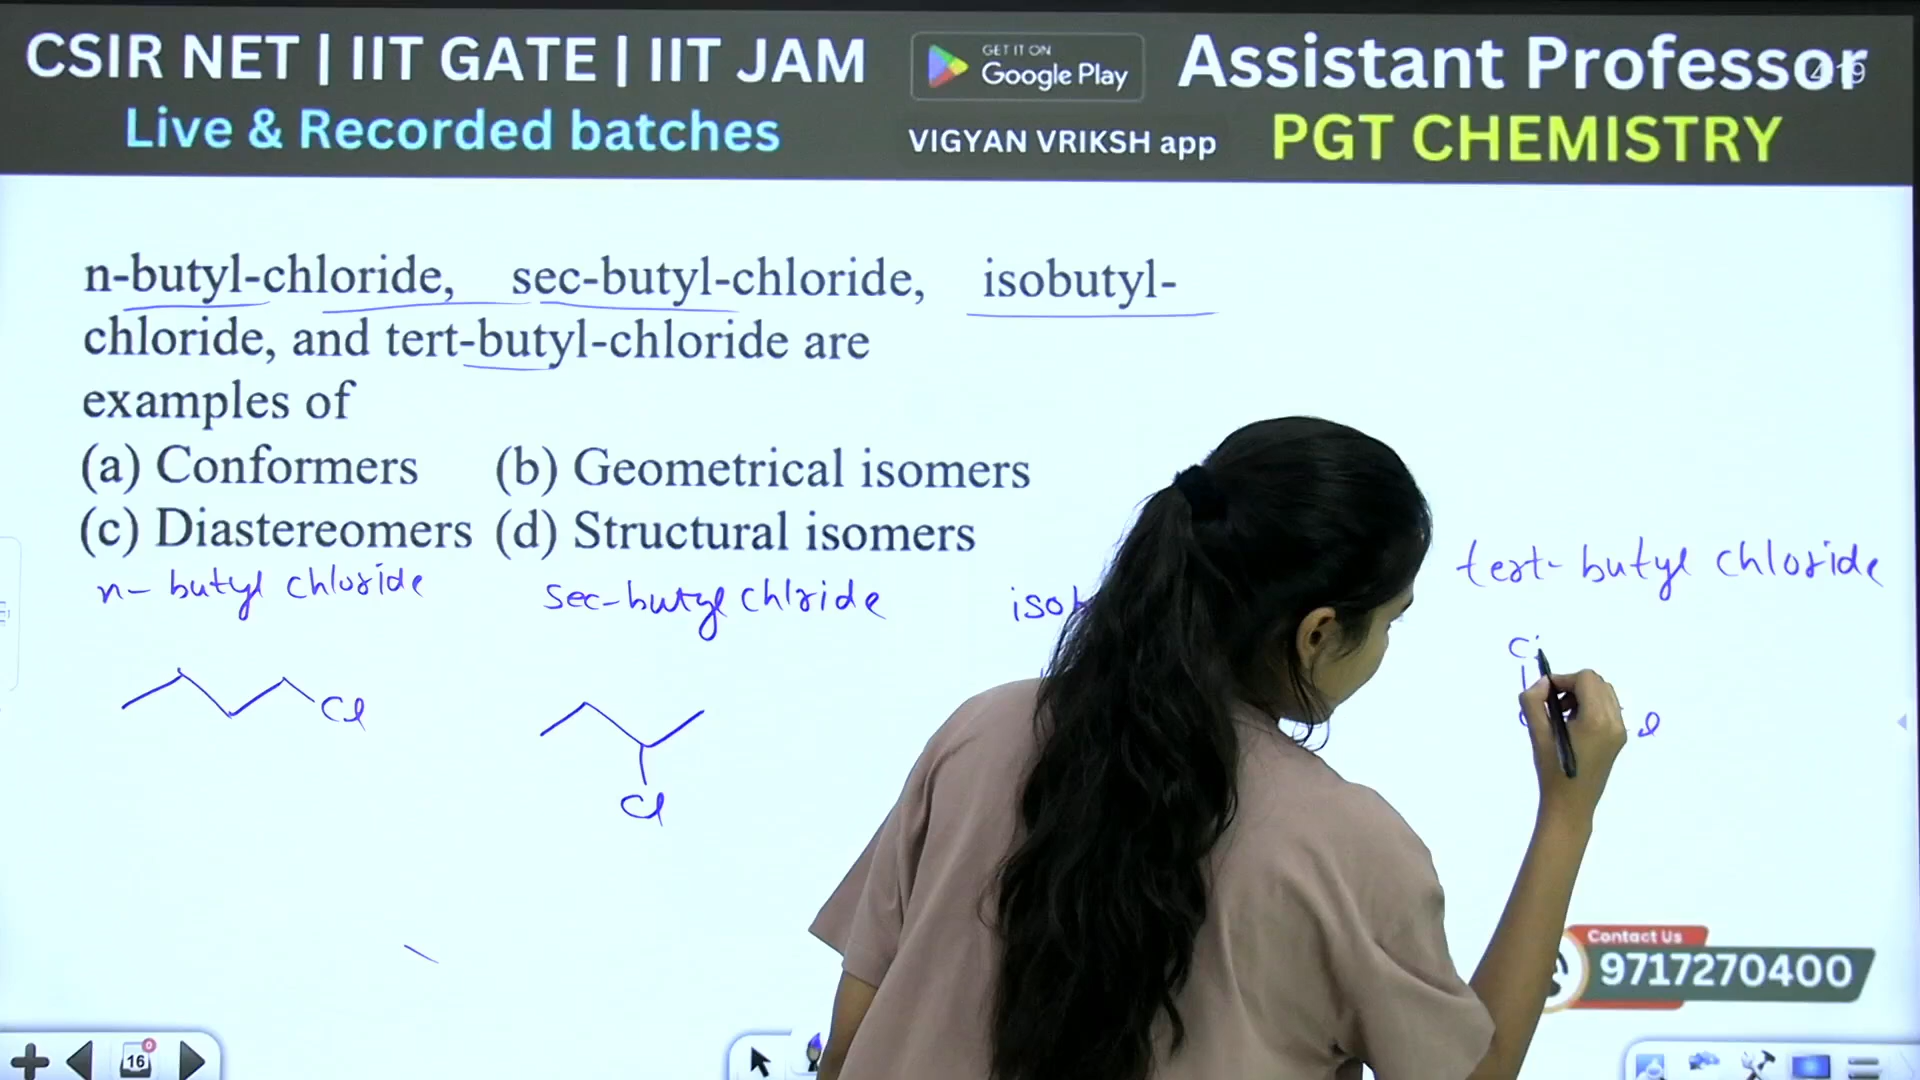 CSIR NET | IIT GATE | IIT JAM
Live & Recorded batches
GET IT ON
Google Play
VIGYAN VRIKSH app
Assistant Professor
PGT CHEMISTRY
n-butyl-chloride, sec-butyl-chloride, isobutyl-
chloride, and tert-butyl-chloride are
examples of
(a) Conformers (b) Geometrical isomers
(c) Diastereomers (d) Structural isomers
n- butyl chloride
sec-butyl chlride
tert- butyl chloride
Cl
Cl
Contact Us
9717270400
16
0